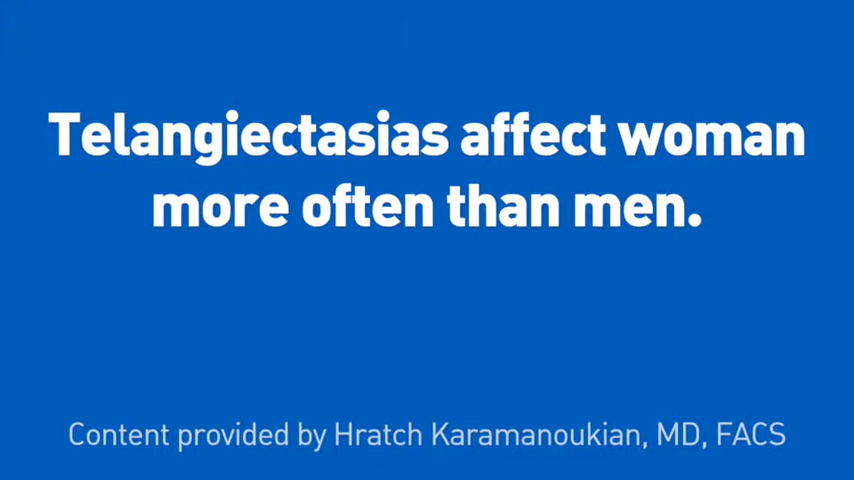 Telangiectasias affect woman
more often than men.
Content provided by Hratch Karamanoukian, MD, FACS